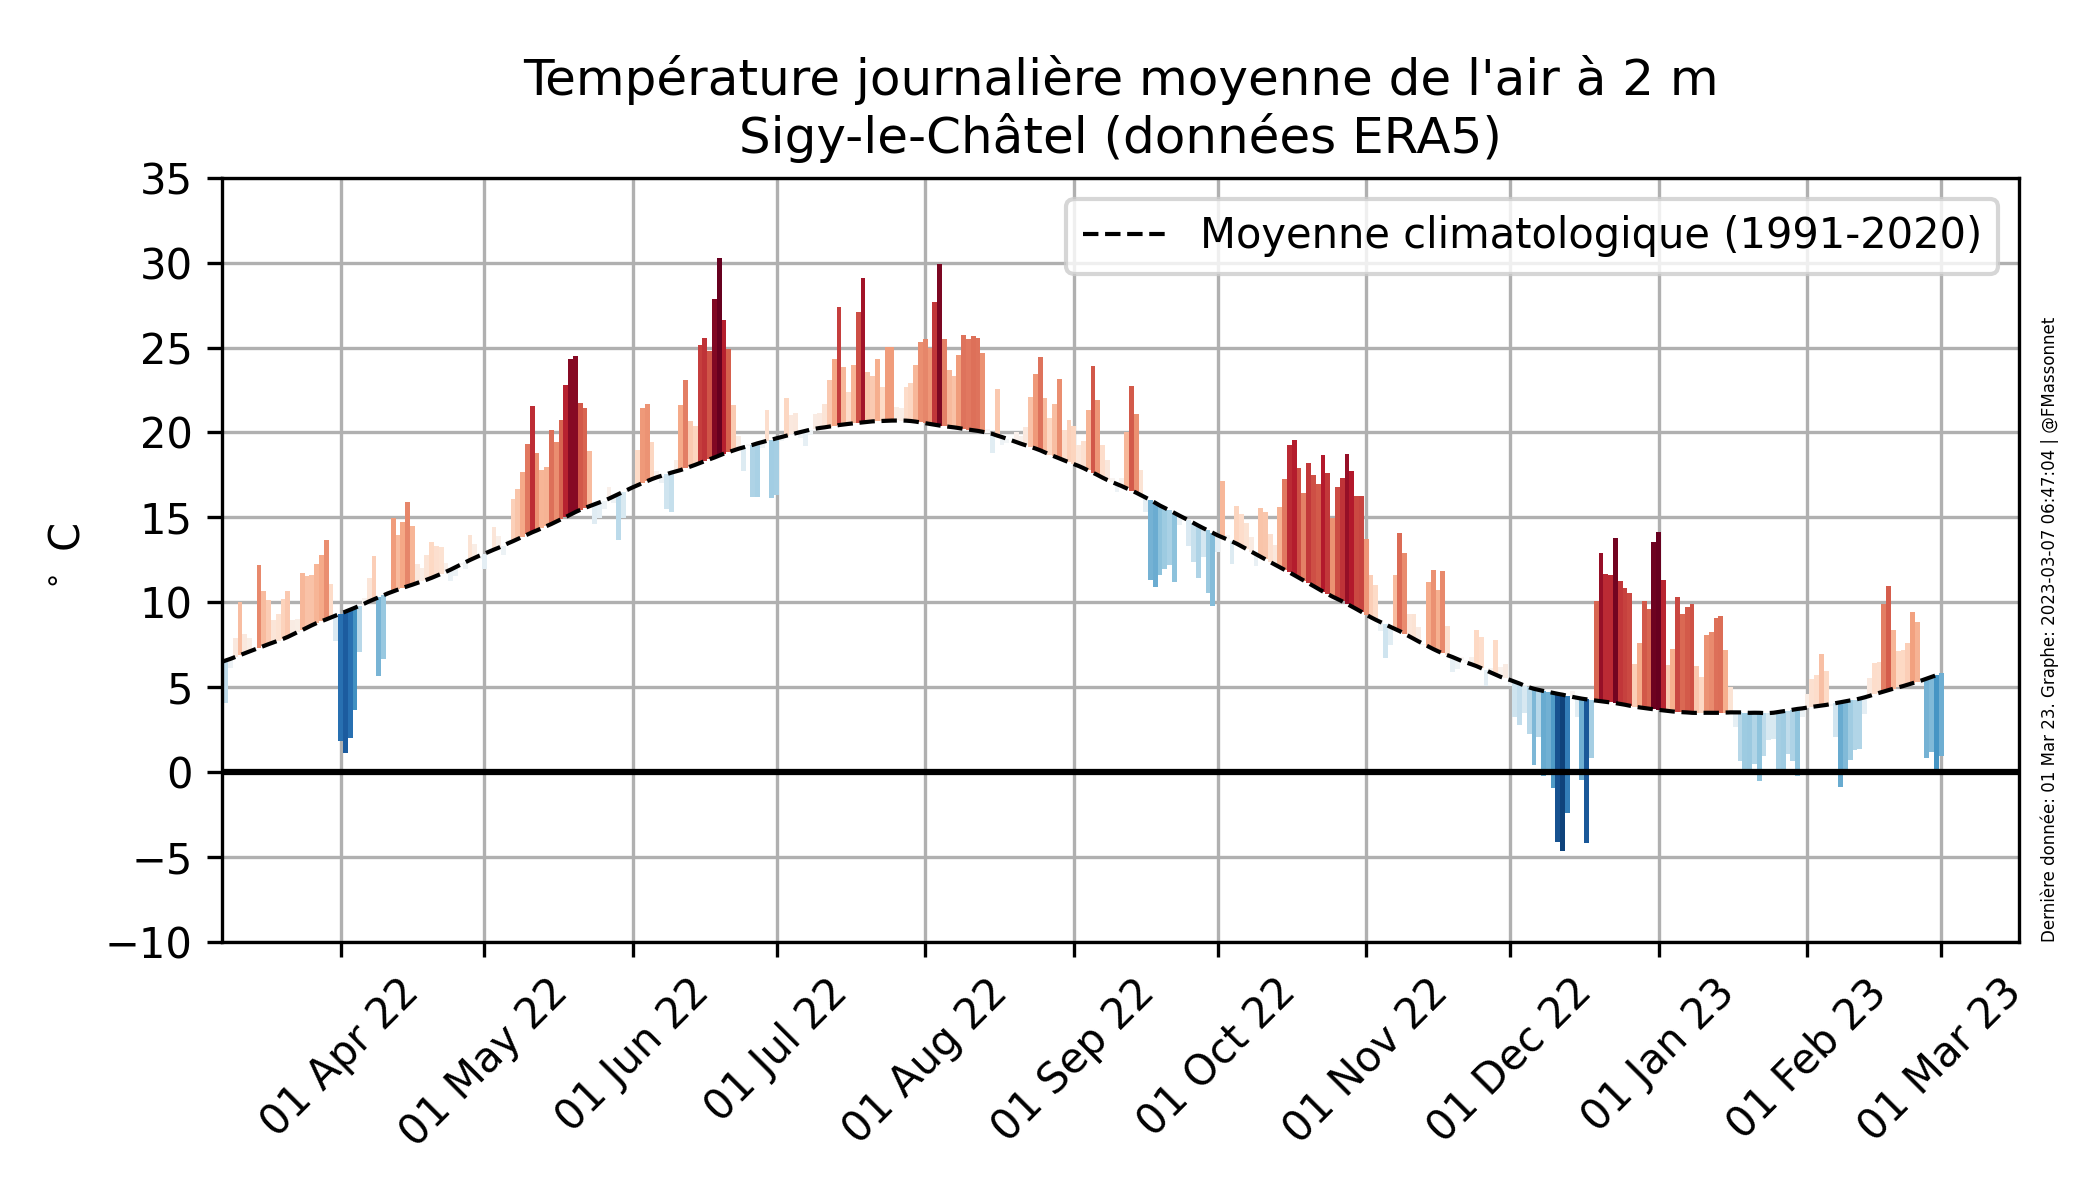 Température journalière moyenne de l'air à 2 m
Sigy-le-Châtel (données ERA5)
Moyenne climatologique (1991-2020)
° C
35
30
25
20
15
10
5
0
−5
−10
01 Apr 22
01 May 22
01 Jun 22
01 Jul 22
01 Aug 22
01 Sep 22
01 Oct 22
01 Nov 22
01 Dec 22
01 Jan 23
01 Feb 23
01 Mar 23
Dernière donnée: 01 Mar 23. Graphe: 2023-03-07 06:47:04 | @FMassonnet